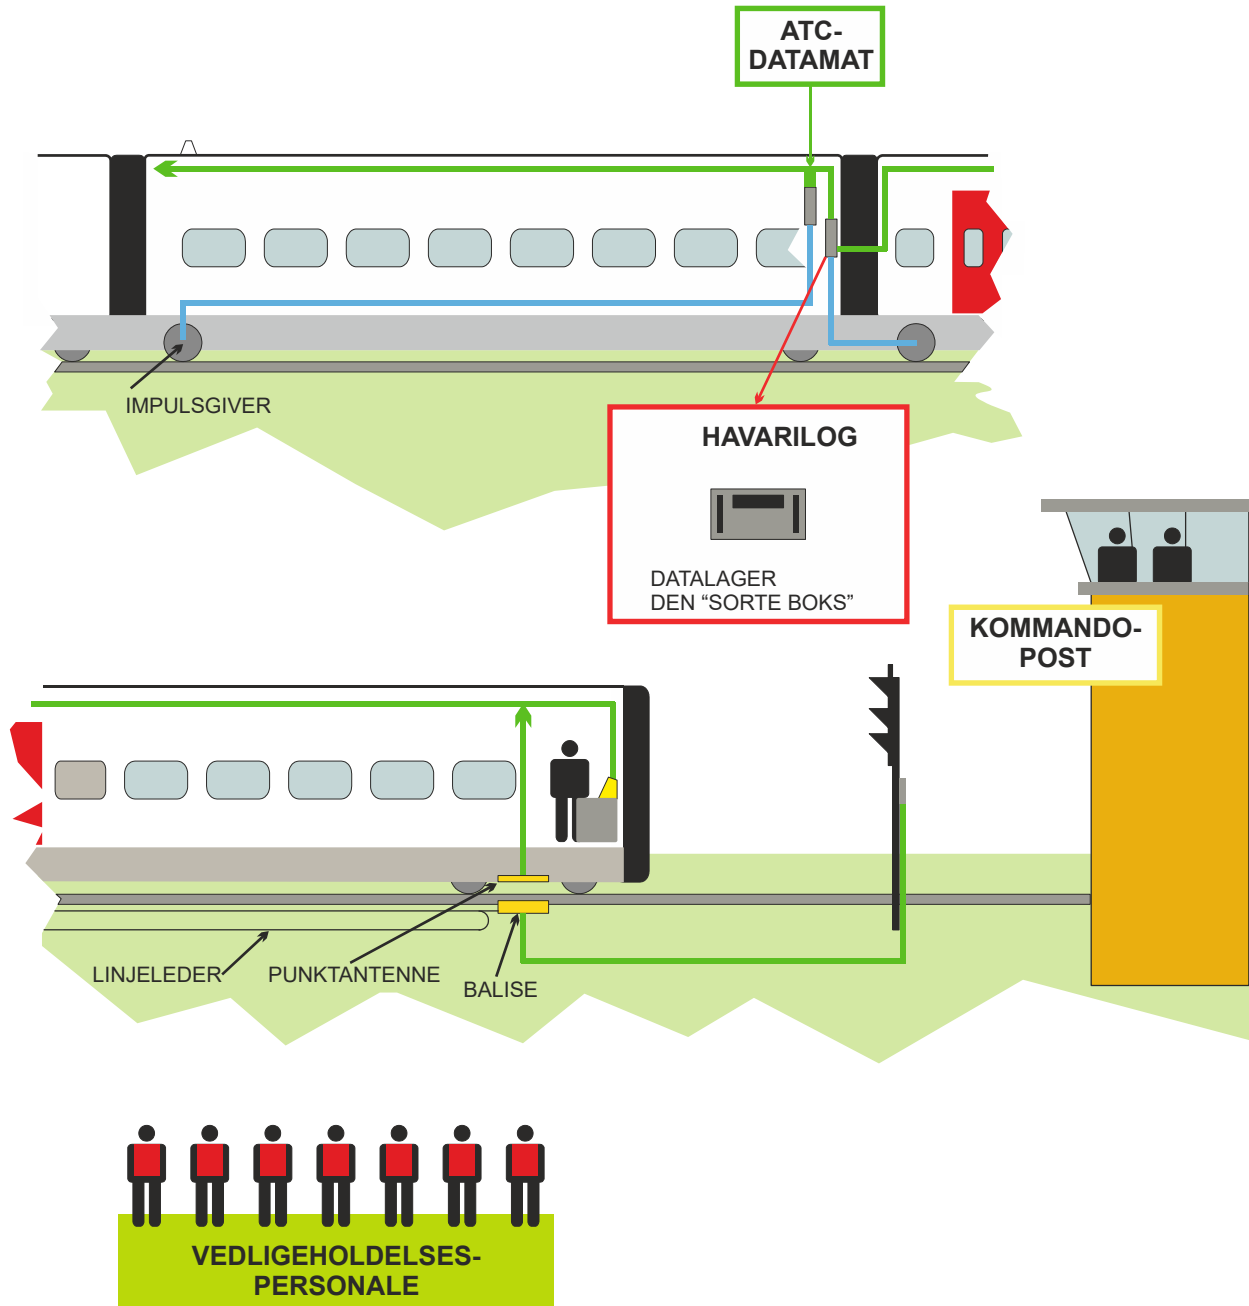 ATC-
DATAMAT
IMPULSGIVER
HAVARILOG
DATALAGER
DEN “SORTE BOKS”
KOMMANDO-
POST
LINJELEDER
PUNKTANTENNE
BALISE
VEDLIGEHOLDELSES-
PERSONALE